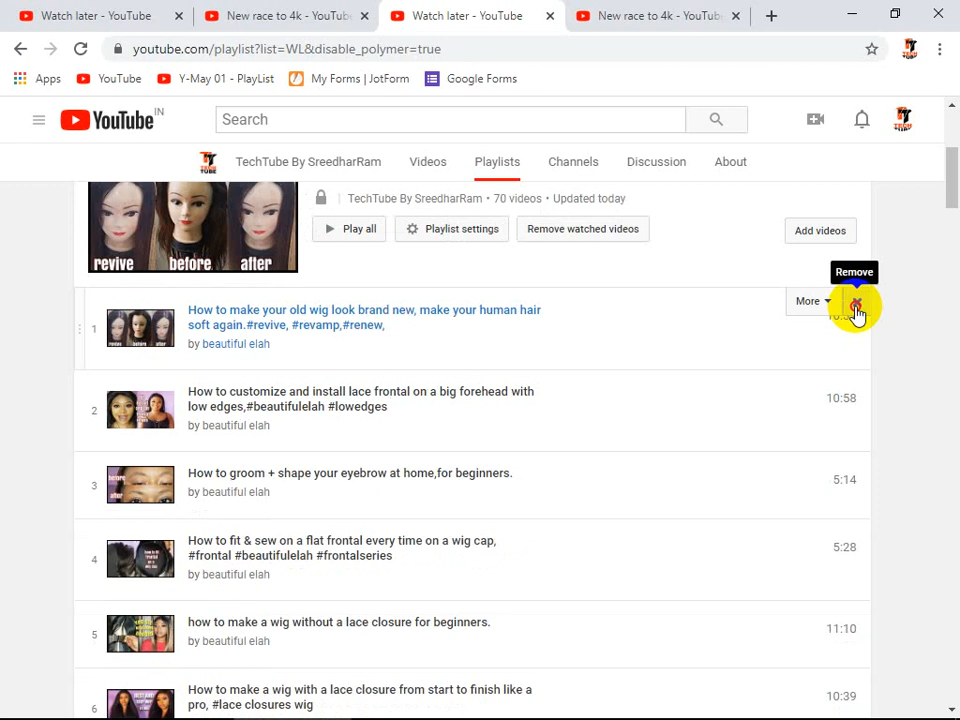 Watch later - YouTube
New race to 4k - YouTube
Watch later - YouTube
New race to 4k - YouTube
youtube.com/playlist?list=WL&disable_polymer=true
Apps
YouTube
Y-May 01 - PlayList
My Forms | JotForm
Google Forms
YouTube IN
Search
TechTube By SreedharRam
Videos
Playlists
Channels
Discussion
About
revive before after
TechTube By SreedharRam • 70 videos • Updated today
Play all
Playlist settings
Remove watched videos
Add videos
Remove
More
1
How to make your old wig look brand new, make your human hair
soft again.#revive, #revamp,#renew,
by beautiful elah
2
How to customize and install lace frontal on a big forehead with
low edges,#beautifulelah #lowedges
by beautiful elah
10:58
3
How to groom + shape your eyebrow at home,for beginners.
by beautiful elah
5:14
4
How to fit & sew on a flat frontal every time on a wig cap,
#frontal #beautifulelah #frontalseries
by beautiful elah
5:28
5
how to make a wig without a lace closure for beginners.
by beautiful elah
11:10
6
How to make a wig with a lace closure from start to finish like a
pro, #lace closures wig
10:39